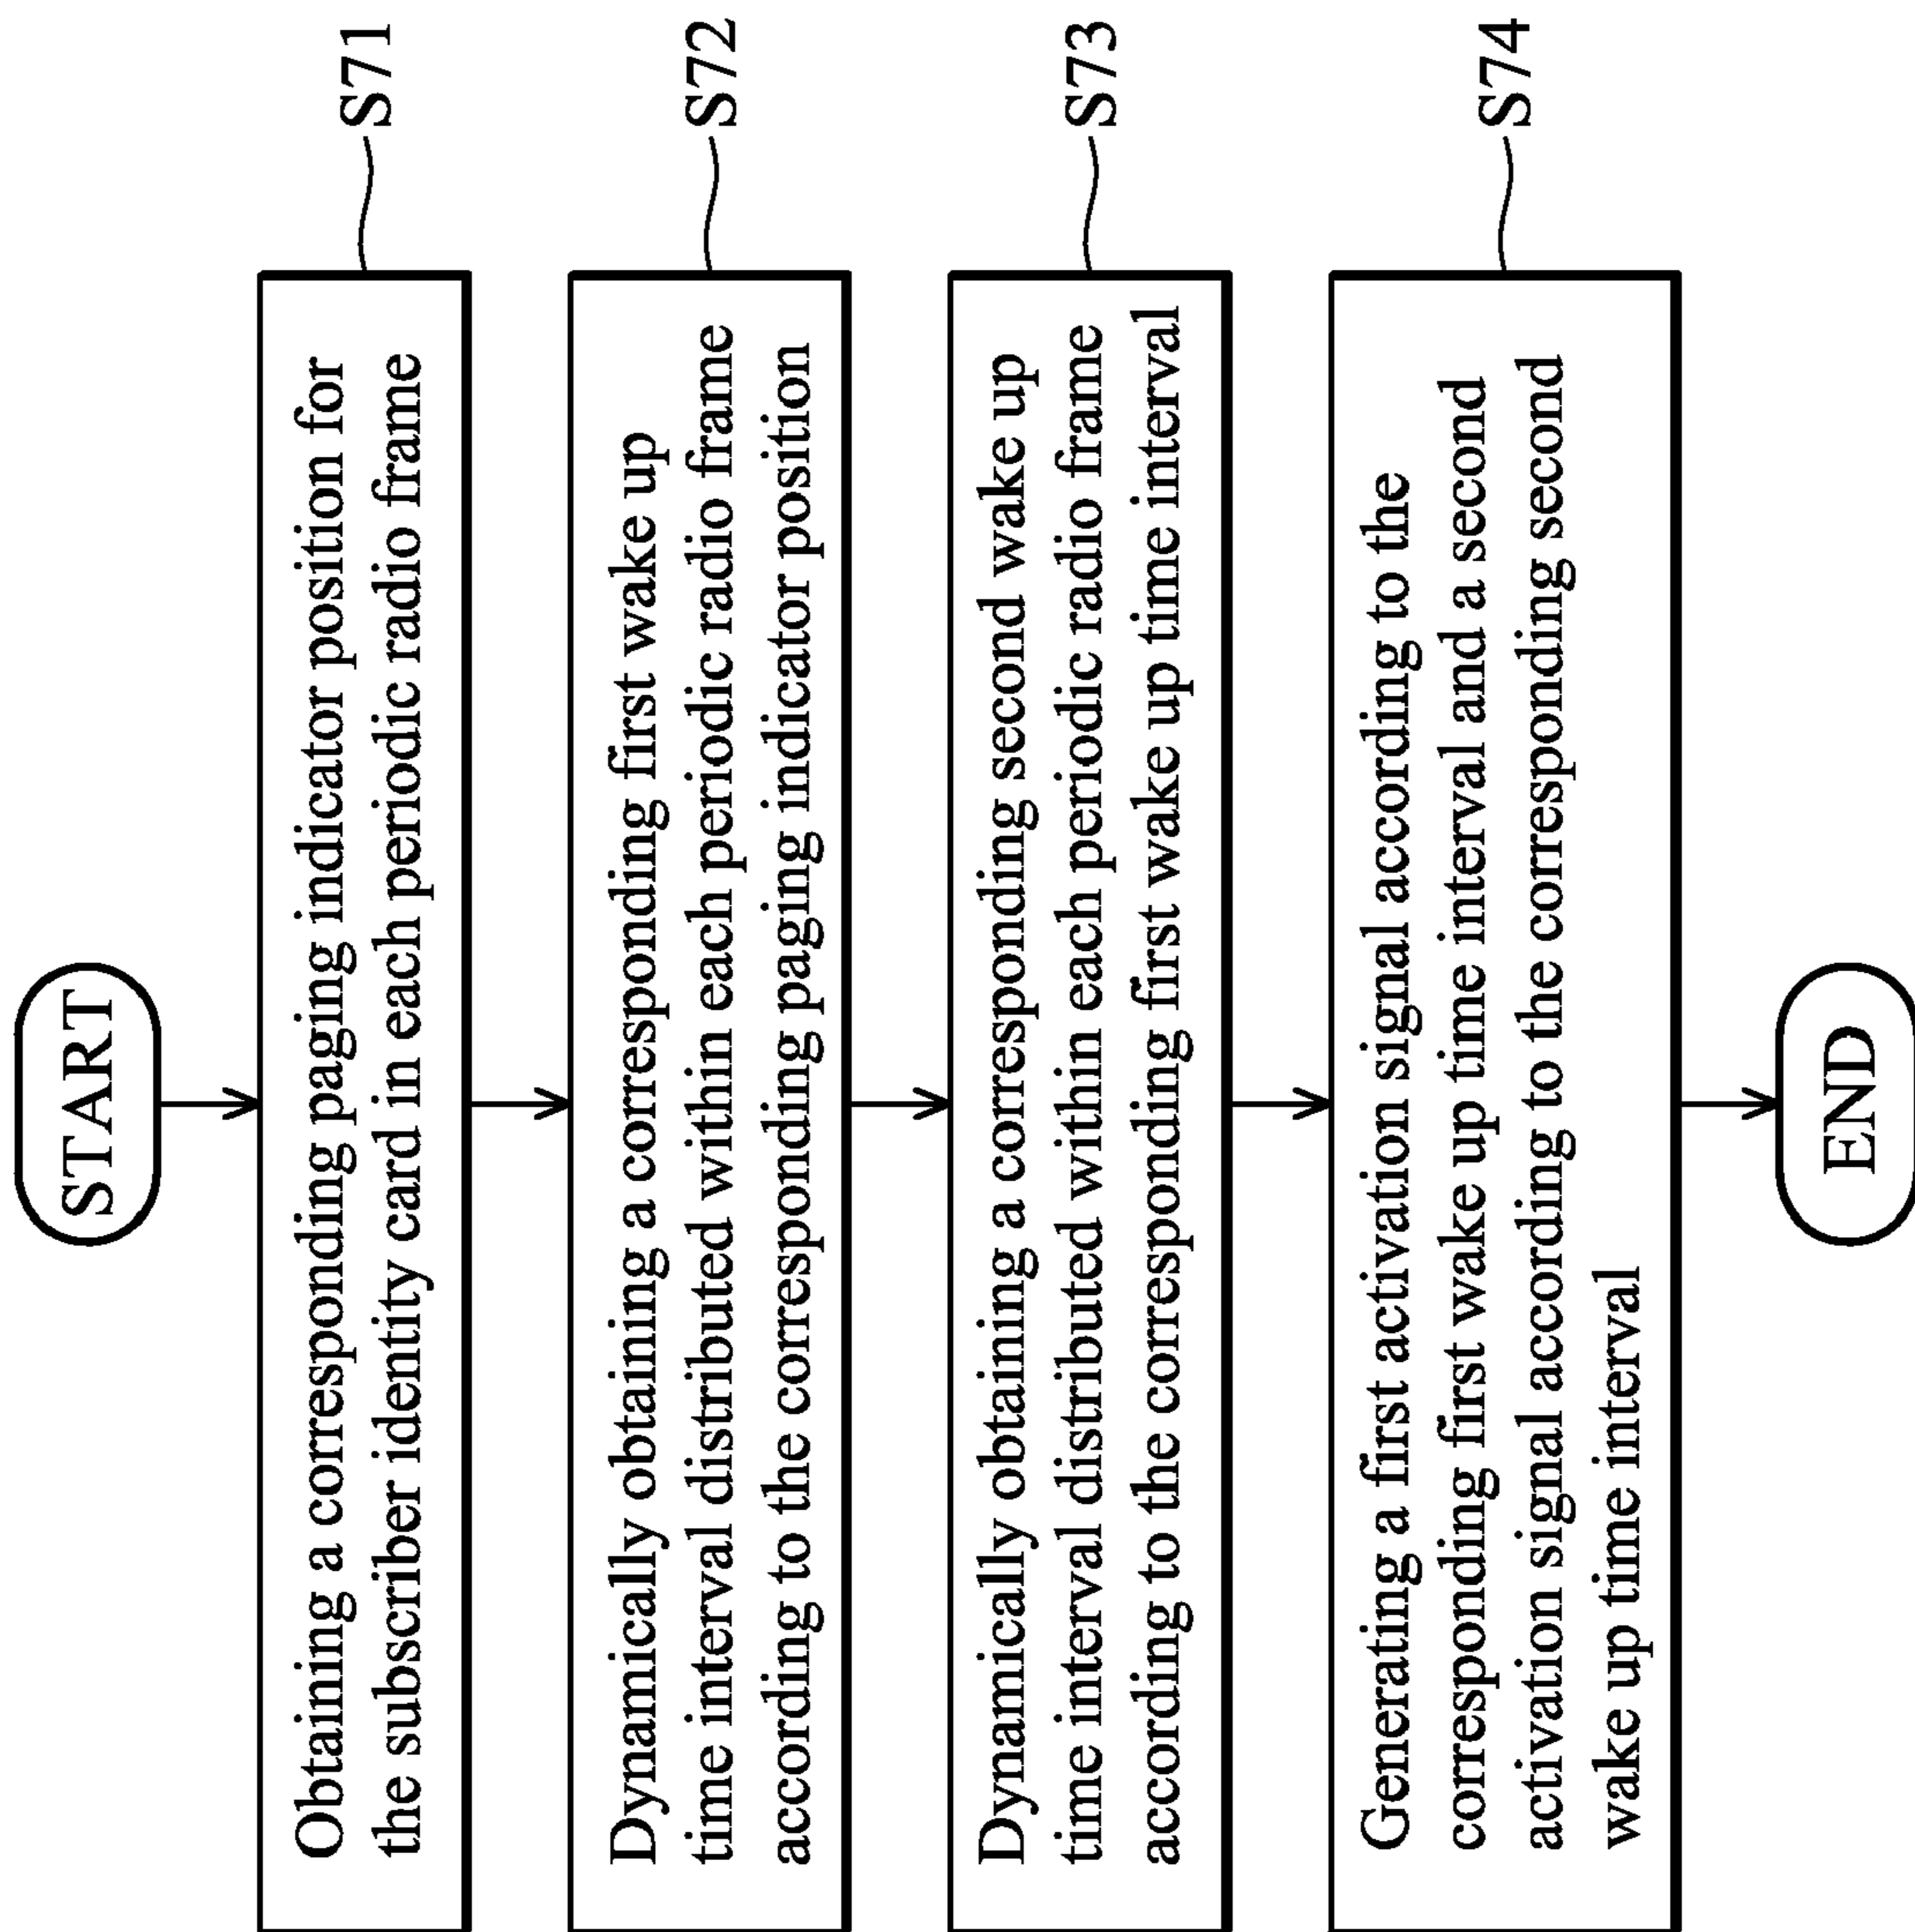 START
Obtaining a corresponding paging indicator position for
the subscriber identity card in each periodic radio frame
S71
Dynamically obtaining a corresponding first wake up
time interval distributed within each periodic radio frame
according to the corresponding paging indicator position
S72
Dynamically obtaining a corresponding second wake up
time interval distributed within each periodic radio frame
according to the corresponding first wake up time interval
S73
Generating a first activation signal according to the
corresponding first wake up time interval and a second
activation signal according to the corresponding second
wake up time interval
S74
END